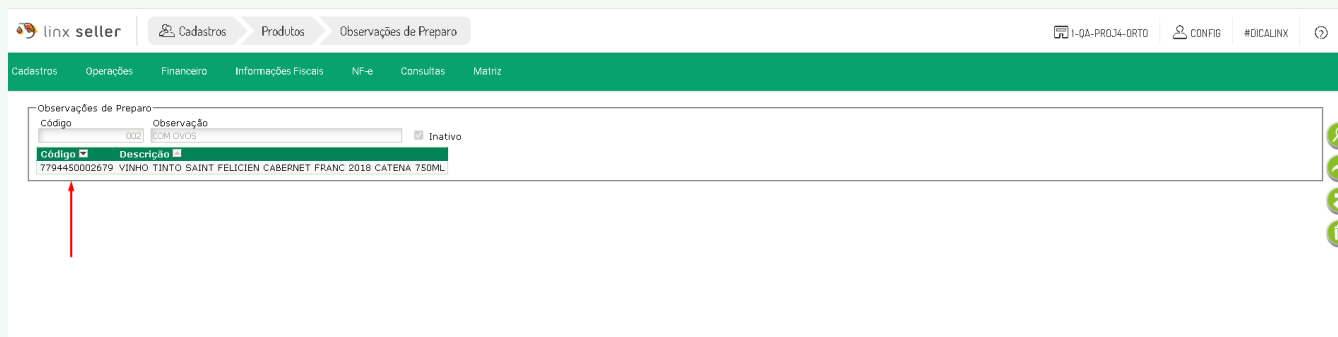 linx seller Cadastros Produtos Observações de Preparo 1-QA-PROJ4-ORTO CONFIG #DICALINX
Cadastros Operações Financeiro Informações Fiscais NF-e Consultas Matriz
Observações de Preparo
Código Observação
002 COM OVOS Inativo
Código Descrição
7794450002679 VINHO TINTO SAINT FELICIEN CABERNET FRANC 2018 CATENA 750ML